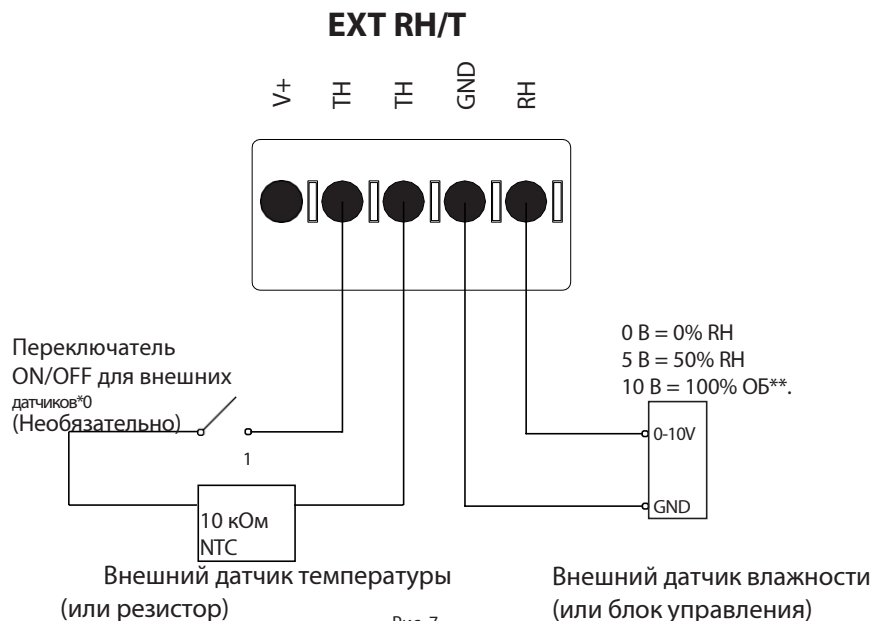 EXT RH/T
V+ TH TH GND RH
Переключатель
ON/OFF для внешних
датчиков*0
(Необязательно)
1
10 кОм
NTC
Внешний датчик температуры
(или резистор)
0 В = 0% RH
5 В = 50% RH
10 В = 100% ОБ**.
0-10V
GND
Внешний датчик влажности
(или блок управления)